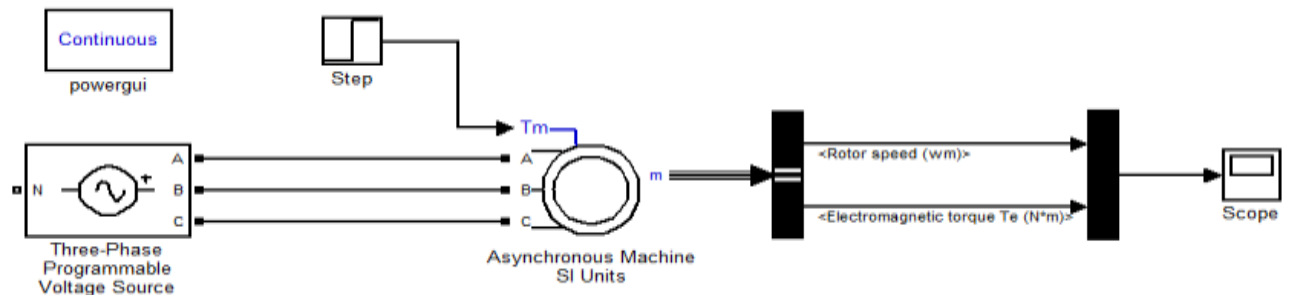 Continuous
powergui
Step
Tm
A
B
C
N
A
B
C
m
<Rotor speed (wm)>
<Electromagnetic torque Te (N*m)>
Scope
Three-Phase
Programmable
Voltage Source
Asynchronous Machine
SI Units